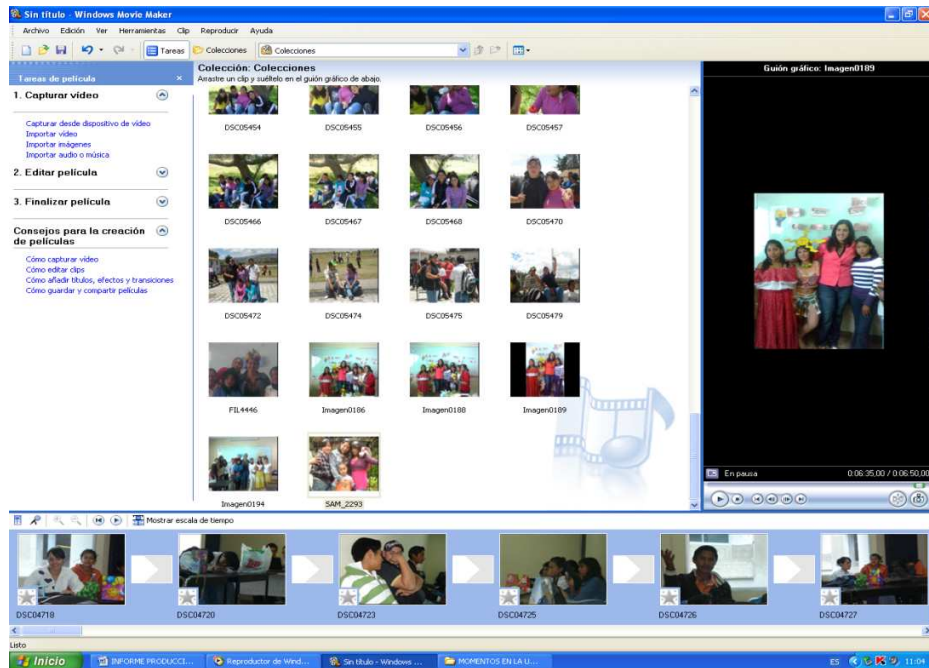 Sin título - Windows Movie Maker
Archivo Edición Ver Herramientas Clip Reproducir Ayuda
Tareas Colecciones Colecciones
Tareas de película
1. Capturar vídeo
Capturar desde dispositivo de vídeo
Importar vídeo
Importar imágenes
Importar audio o música
2. Editar película
3. Finalizar película
Consejos para la creación
de películas
Cómo capturar vídeo
Cómo editar clips
Cómo añadir títulos, efectos y transiciones
Cómo guardar y compartir películas
Colección: Colecciones
Arrastre un clip y suéltelo en el guión gráfico de abajo.
DSC05454 DSC05455 DSC05456 DSC05457
DSC05466 DSC05467 DSC05468 DSC05470
DSC05472 DSC05474 DSC05475 DSC05479
FIL4446 Imagen0186 Imagen0188 Imagen0189
Imagen0194 SAM_2293
Guión gráfico: Imagen0189
En pausa 0:06:35,00 / 0:06:50,00
Mostrar escala de tiempo
DSC04718 DSC04720 DSC04723 DSC04725 DSC04726 DSC04727
Listo
Inicio INFORME PRODUCCI... Reproductor de Wind... Sin título - Windows ... MOMENTOS EN LA U... ES 11:04